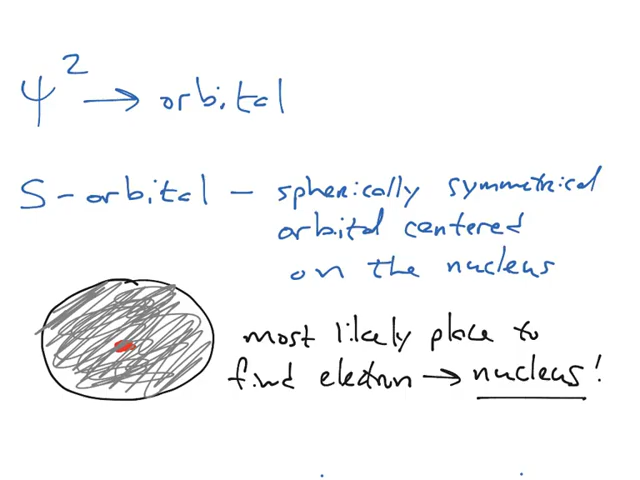 ψ² → orbital
S-orbital – spherically symmetrical
orbital centered
on the nucleus
most likely place to
find electron → nucleus!